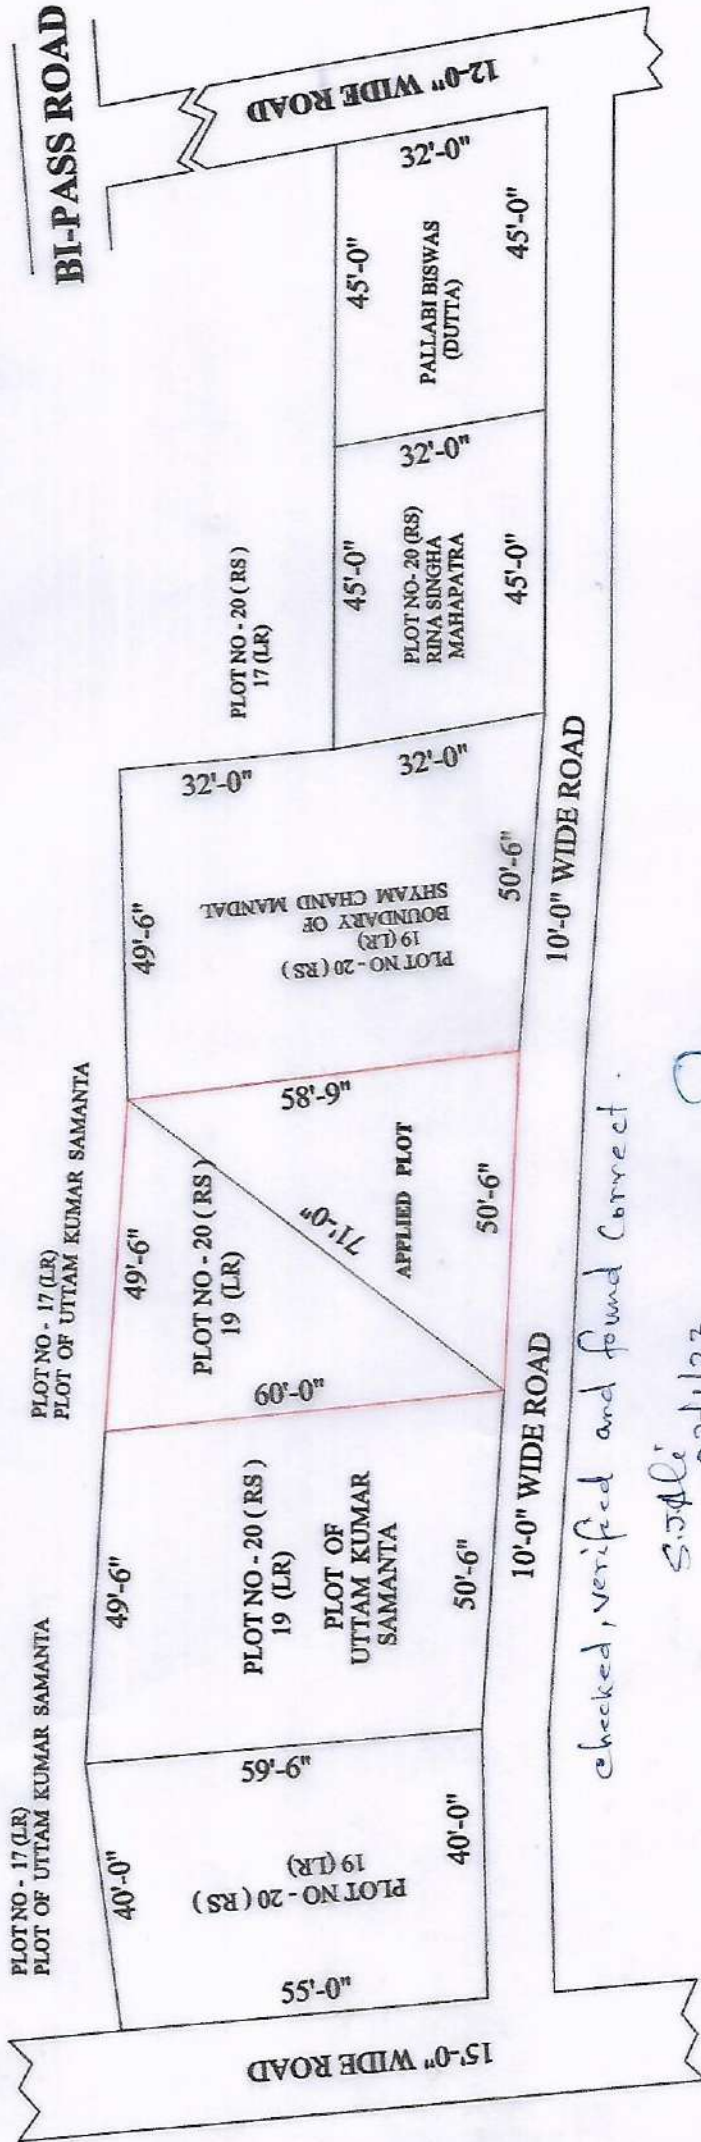 BI-PASS ROAD
12-0" WIDE ROAD
PLOT NO - 17 (LR)
PLOT OF UTTAM KUMAR SAMANTA
PLOT NO - 17 (LR)
PLOT OF UTTAM KUMAR SAMANTA
15'-0" WIDE ROAD
55'-0"
40'-0"
PLOT NO - 20 ( RS )
19 (LR)
40'-0"
59'-6"
49'-6"
PLOT NO - 20 ( RS )
19 (LR)
PLOT OF
UTTAM KUMAR
SAMANTA
50'-6"
60'-0"
49'-6"
PLOT NO - 20 ( RS )
19 (LR)
71'-0"
APPLIED PLOT
50'-6"
58'-9"
49'-6"
PLOT NO - 20 ( RS )
19 (LR)
BOUNDARY OF
SHYAM CHAND MANDAL
50'-6"
32'-0"
32'-0"
PLOT NO - 20 ( RS )
17 (LR)
45'-0"
PLOT NO- 20 (RS)
RINA SINGHA
MAHAPATRA
45'-0"
32'-0"
45'-0"
PALLABI BISWAS
(DUTTA)
45'-0"
32'-0"
10'-0" WIDE ROAD
10'-0" WIDE ROAD
checked, verified and found correct.
S.J.Ali